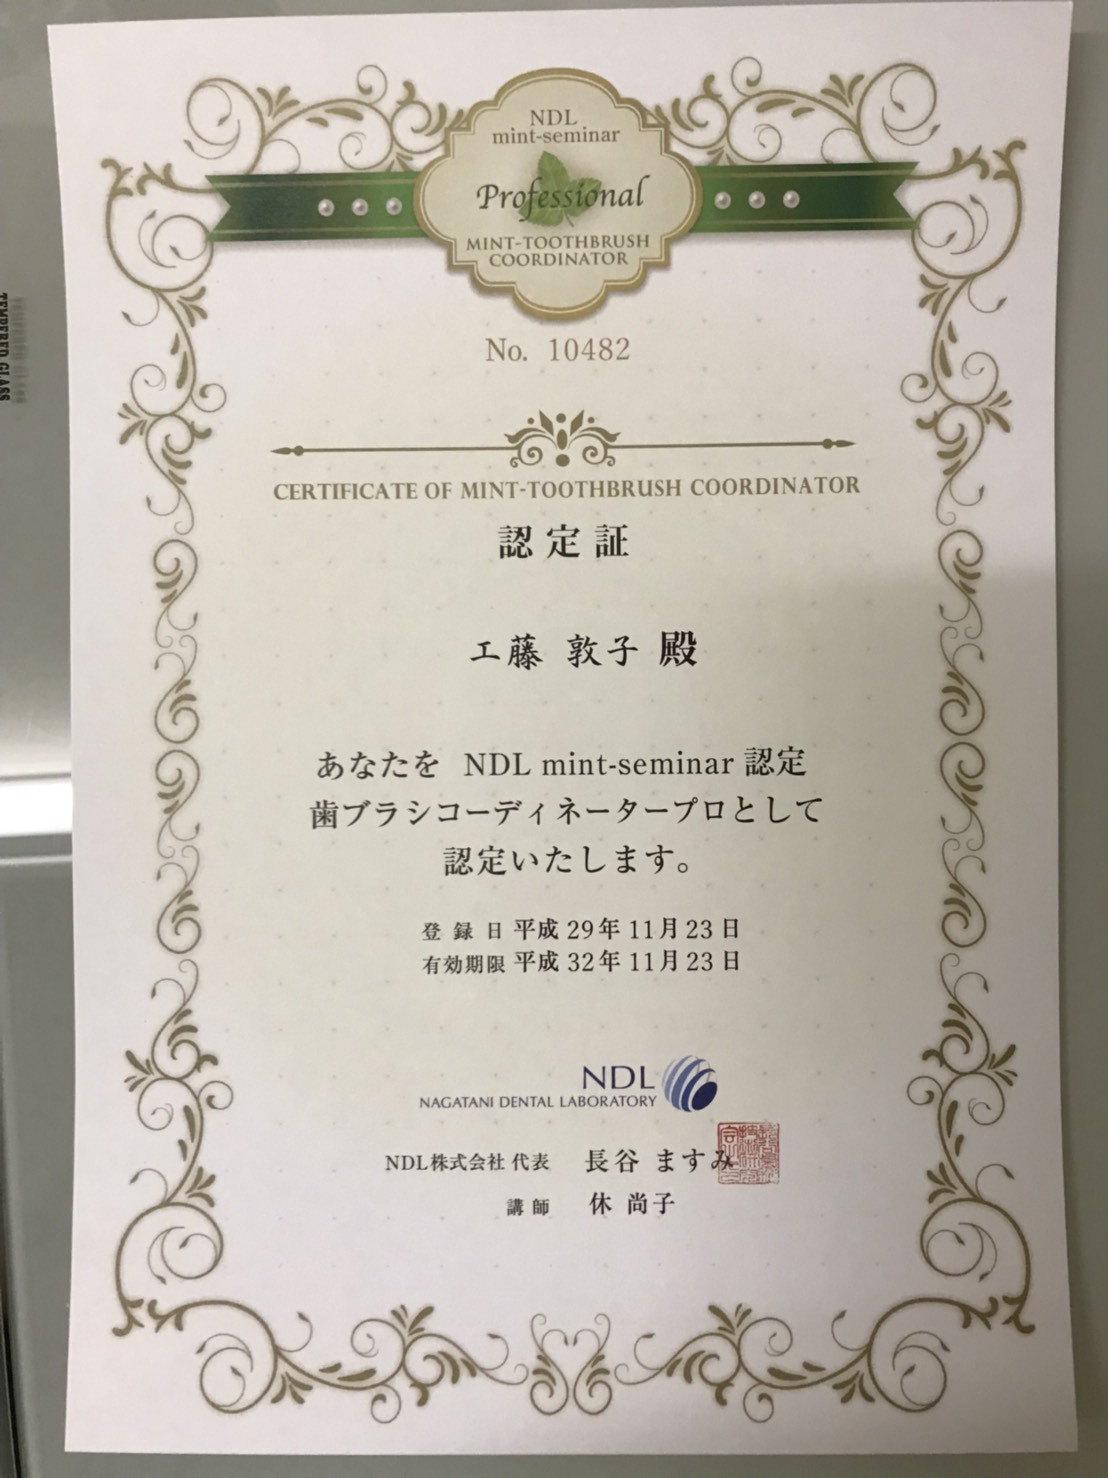 NDL
mint-seminar
Professional
MINT-TOOTHBRUSH
COORDINATOR
No. 10482
CERTIFICATE OF MINT-TOOTHBRUSH COORDINATOR
認定証
工藤 敦子 殿
あなたを NDL mint-seminar 認定
歯ブラシコーディネータープロとして
認定いたします。
登録日 平成 29年 11月 23日
有効期限 平成 32年 11月 23日
NDL
NAGATANI DENTAL LABORATORY
NDL株式会社 代表 長谷 ますみ
講師 休 尚子
TEMPERED GLASS